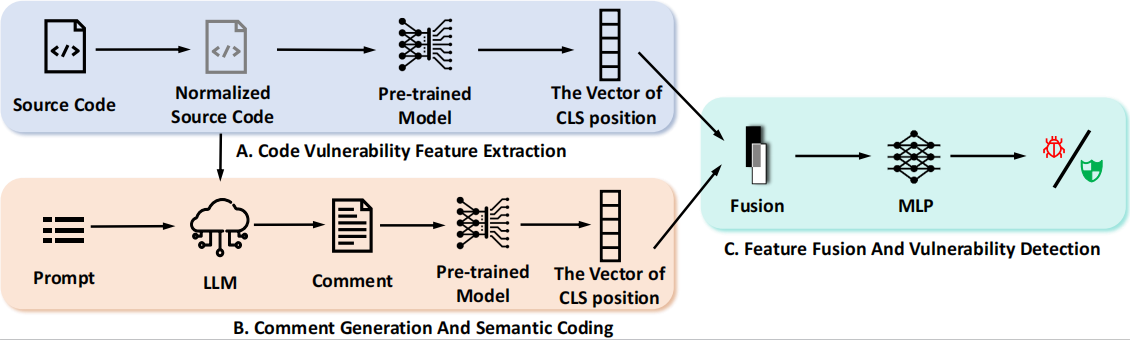 Source Code
Normalized
Source Code
Pre-trained
Model
The Vector of
CLS position
A. Code Vulnerability Feature Extraction
Prompt
LLM
Comment
Pre-trained
Model
The Vector of
CLS position
B. Comment Generation And Semantic Coding
Fusion
MLP
C. Feature Fusion And Vulnerability Detection